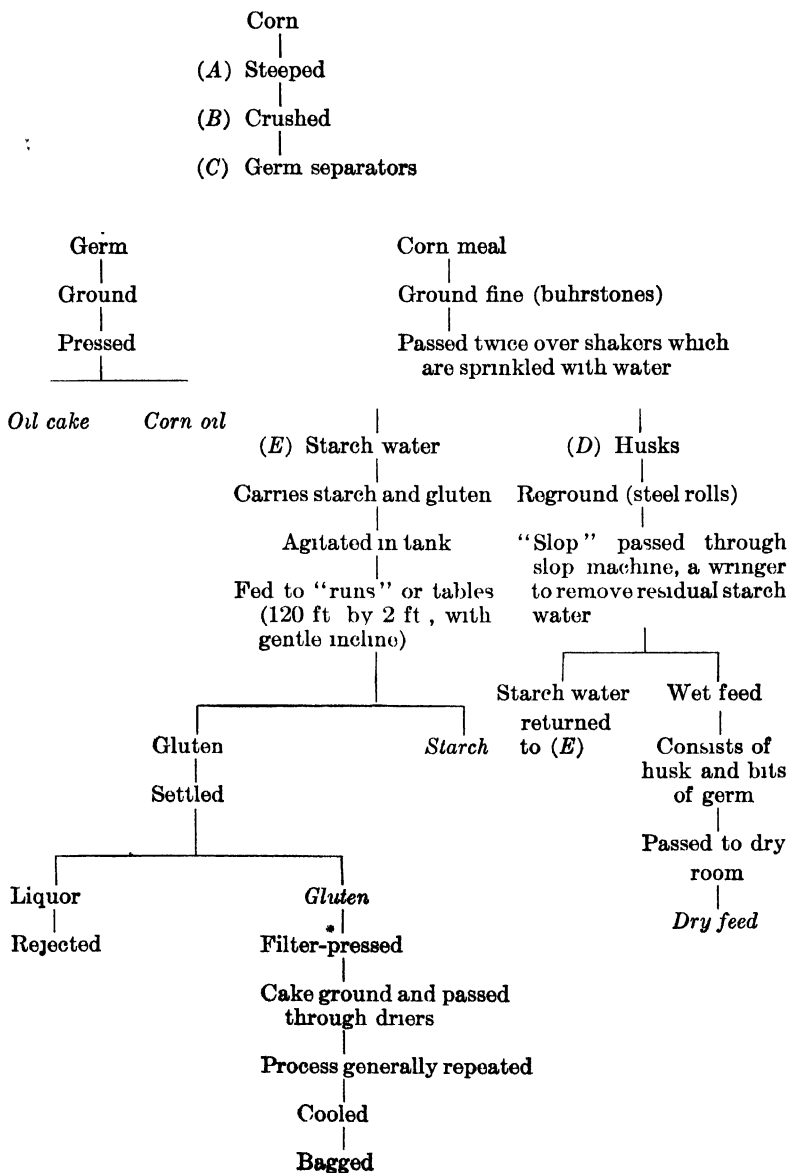 Corn
(A) Steeped
(B) Crushed
(C) Germ separators
Germ
Ground
Pressed
Oil cake
Corn oil
Corn meal
Ground fine (buhrstones)
Passed twice over shakers which
are sprinkled with water
(E) Starch water
Carries starch and gluten
Agitated in tank
Fed to "runs" or tables
(120 ft by 2 ft , with
gentle incline)
(D) Husks
Reground (steel rolls)
"Slop" passed through
slop machine, a wringer
to remove residual starch
water
Starch water
returned
to (E)
Wet feed
Consists of
husk and bits
of germ
Passed to dry
room
Dry feed
Gluten
Settled
Starch
Liquor
Rejected
Gluten
Filter-pressed
Cake ground and passed
through driers
Process generally repeated
Cooled
Bagged